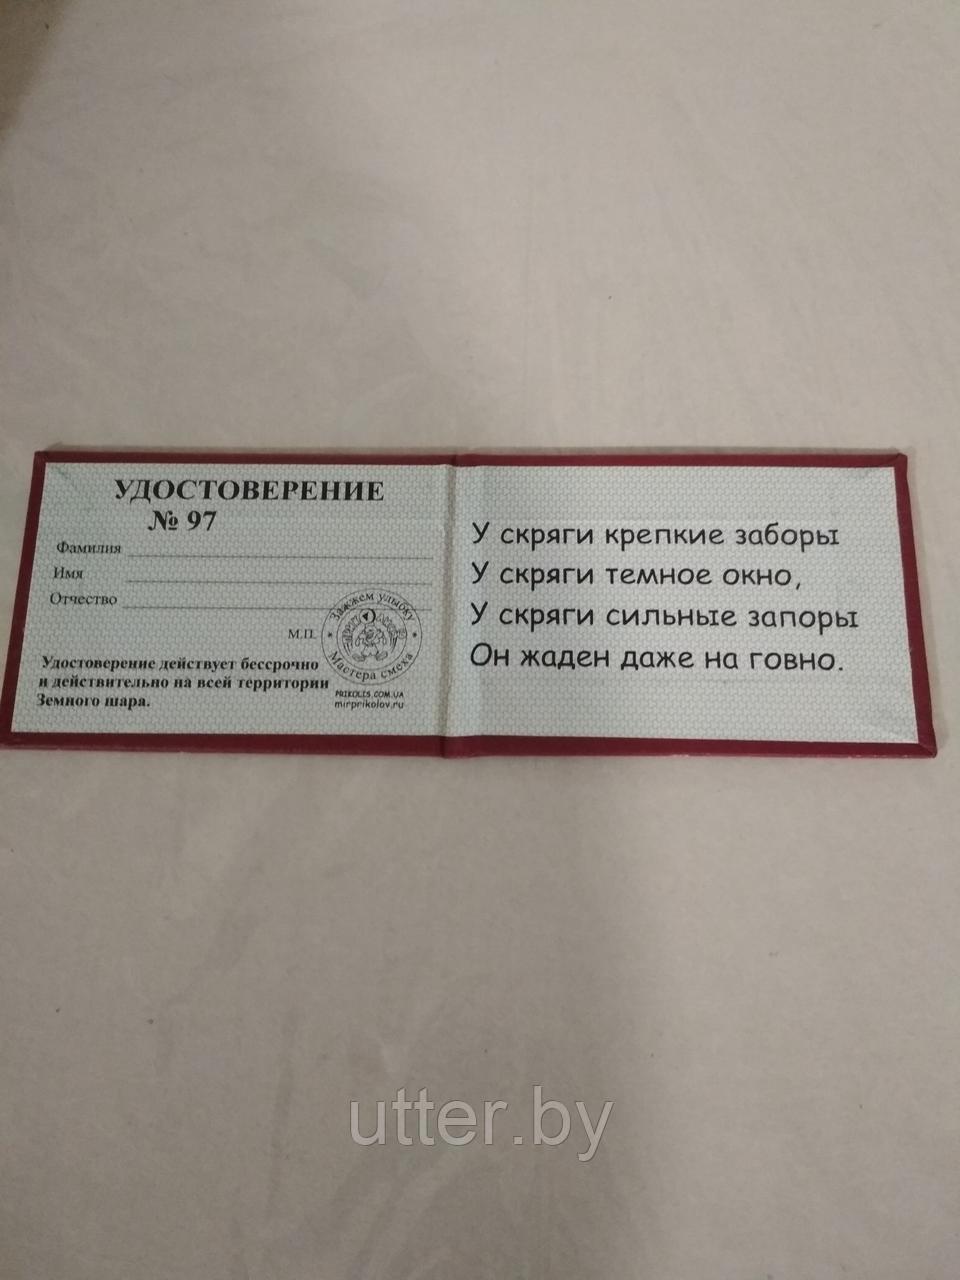 УДОСТОВЕРЕНИЕ
№ 97
Фамилия
Имя
Отчество
М.П.
Зажжем улыбку
Мастера смеха
PRIKOLIS.COM.UA
mirprikolov.ru
Удостоверение действует бессрочно
и действительно на всей территории
Земного шара.
У скряги крепкие заборы
У скряги темное окно,
У скряги сильные запоры
Он жаден даже на говно.
utter.by